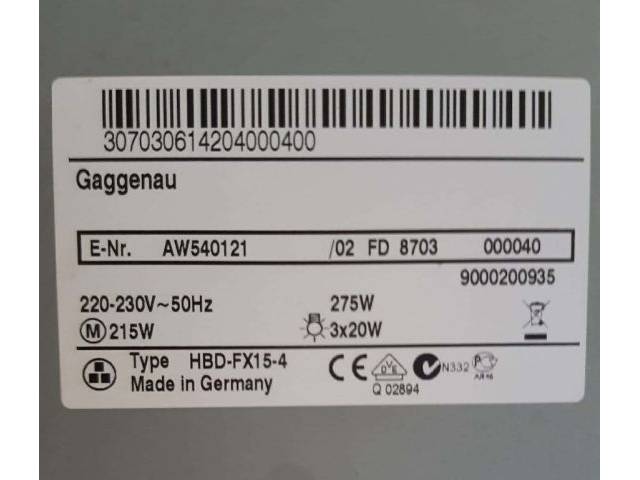 307030614204000400
Gaggenau
E-Nr. AW540121 /02 FD 8703 000040
9000200935
220-230V~50Hz 275W
M 215W 3x20W
Type HBD-FX15-4
Made in Germany
CE DVE N332 P
Q 02894